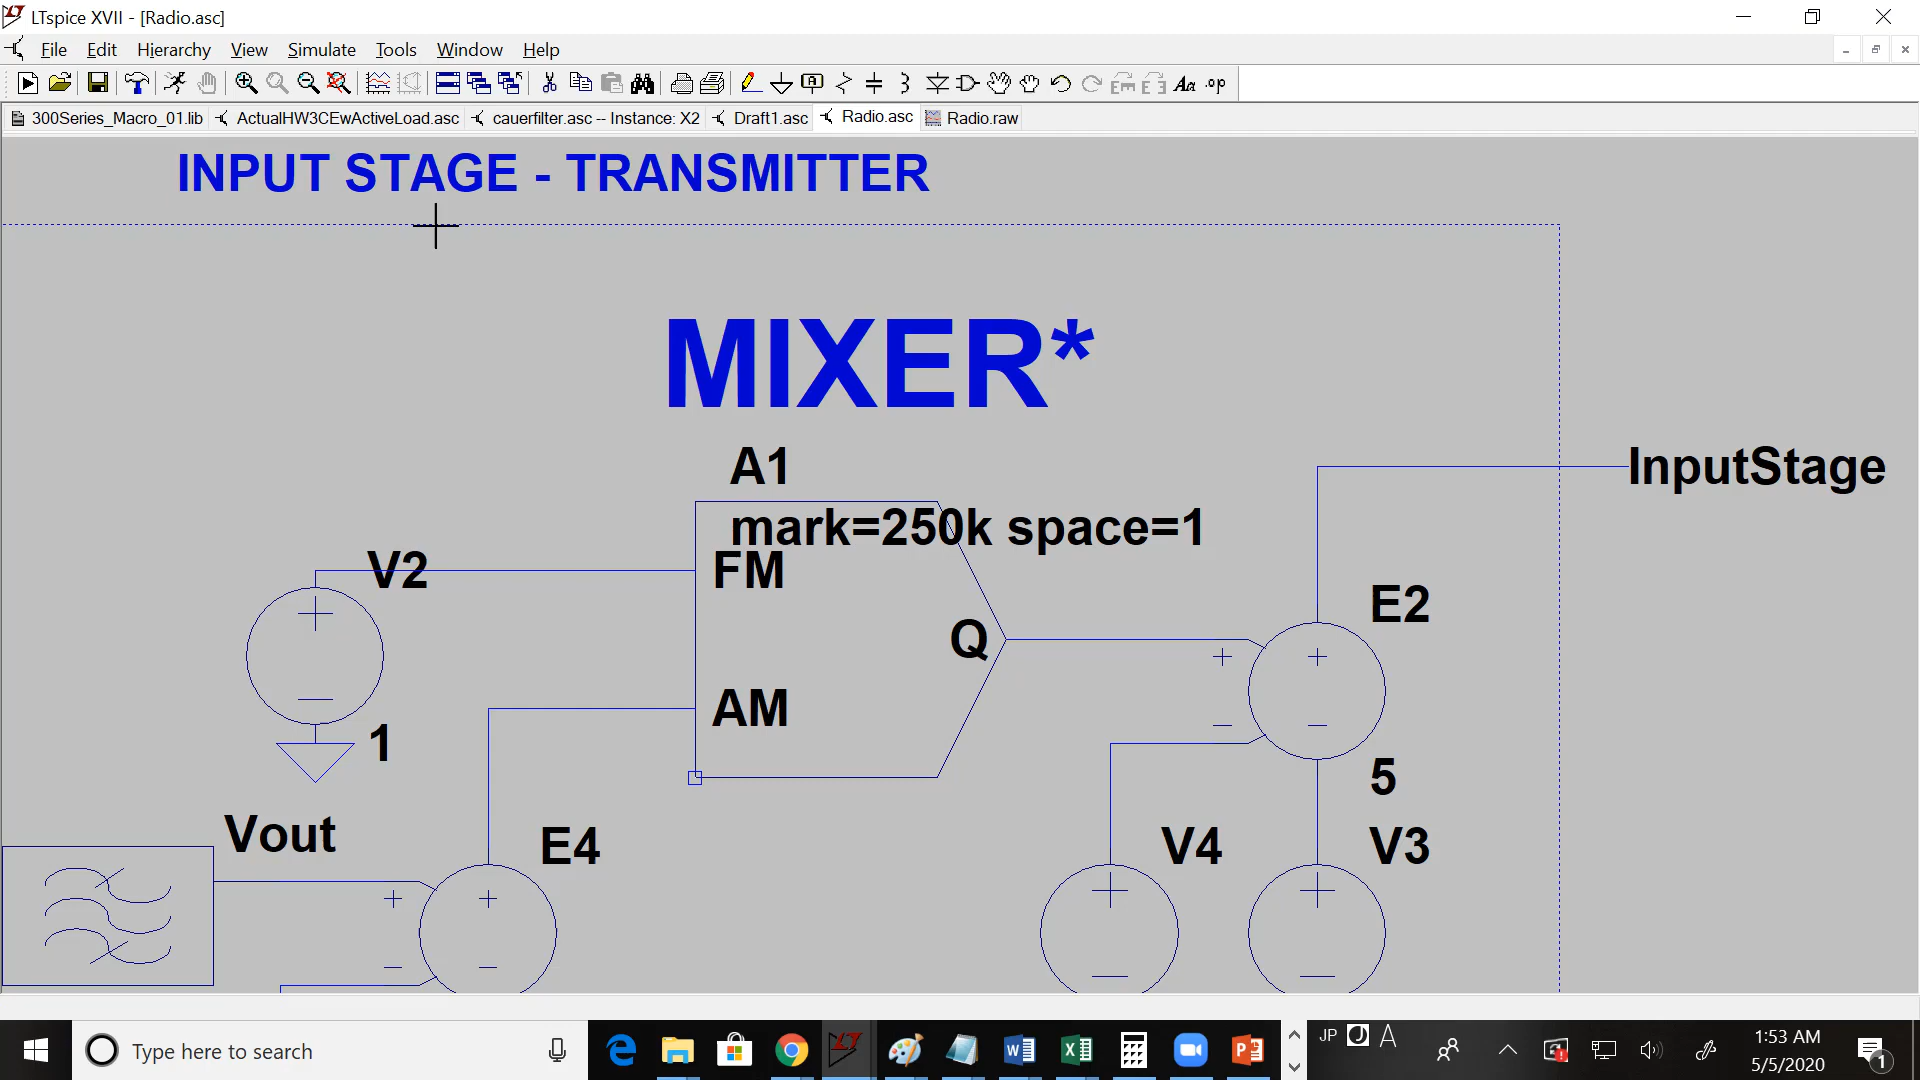 LTspice XVII - [Radio.asc]
File Edit Hierarchy View Simulate Tools Window Help
300Series_Macro_01.lib ActualHW3CEwActiveLoad.asc cauerfilter.asc -- Instance: X2 Draft1.asc Radio.asc Radio.raw
INPUT STAGE - TRANSMITTER
MIXER*
A1
mark=250k space=1
InputStage
V2
FM
E2
Q
AM
1
5
Vout
E4
V4
V3
Type here to search
JP
1:53 AM
5/5/2020
1